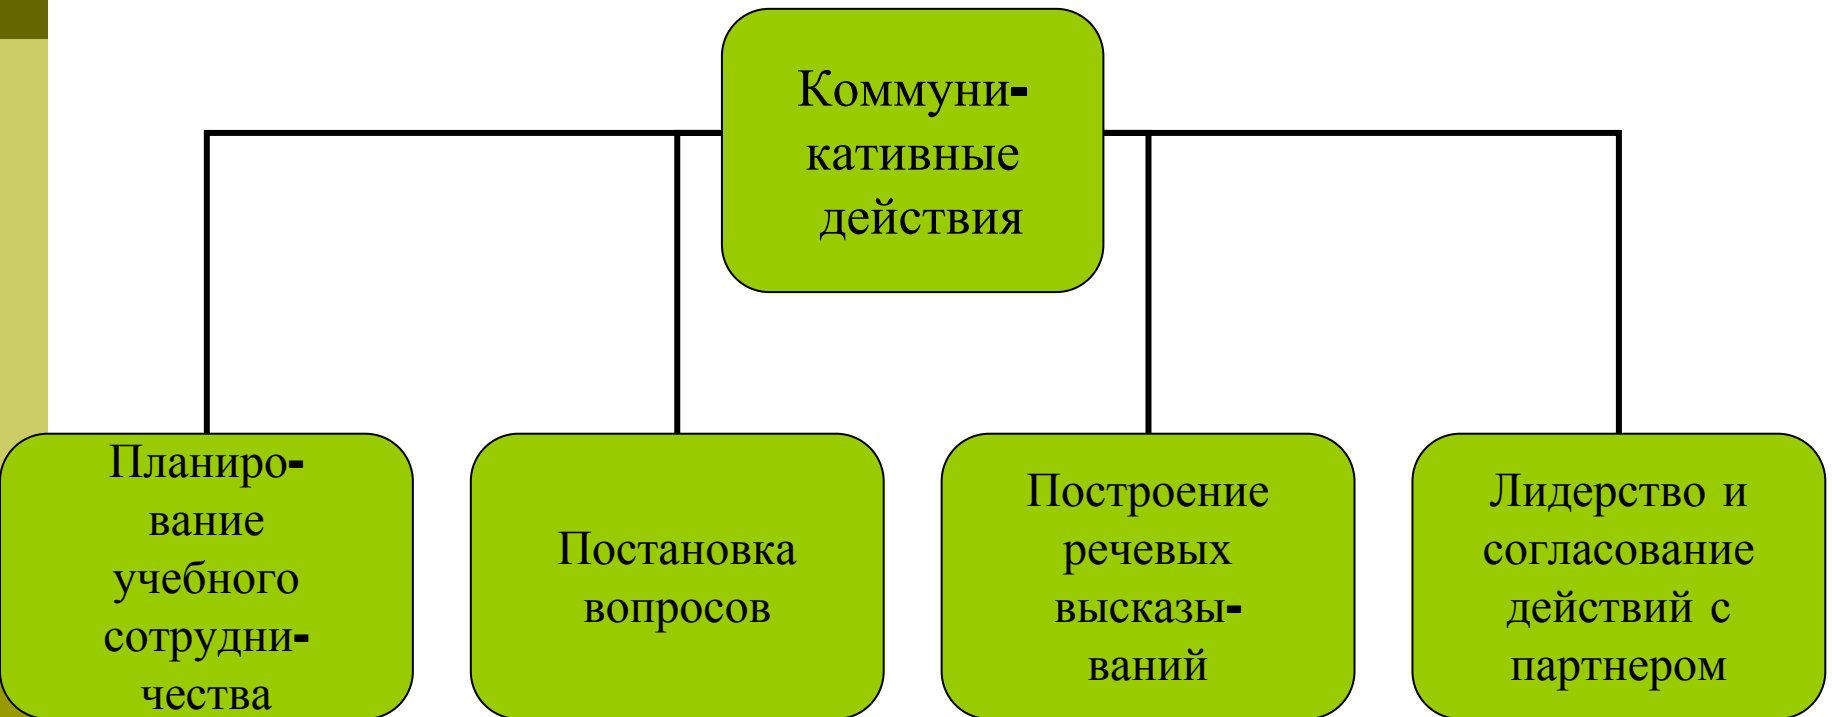 Коммуни-
кативные
действия
Планиро-
вание
учебного
сотрудни-
чества
Постановка
вопросов
Построение
речевых
высказы-
ваний
Лидерство и
согласование
действий с
партнером